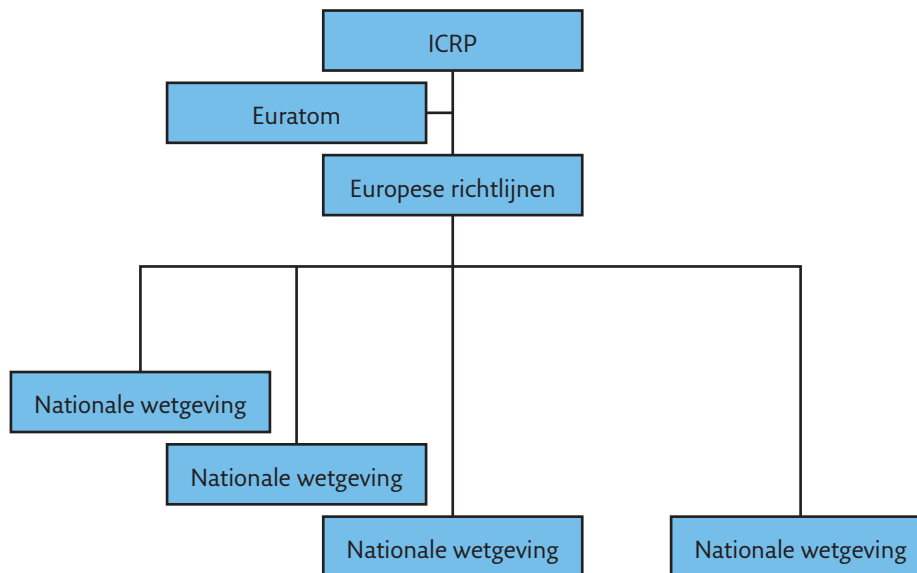 ICRP
Euratom
Europese richtlijnen
Nationale wetgeving
Nationale wetgeving
Nationale wetgeving
Nationale wetgeving